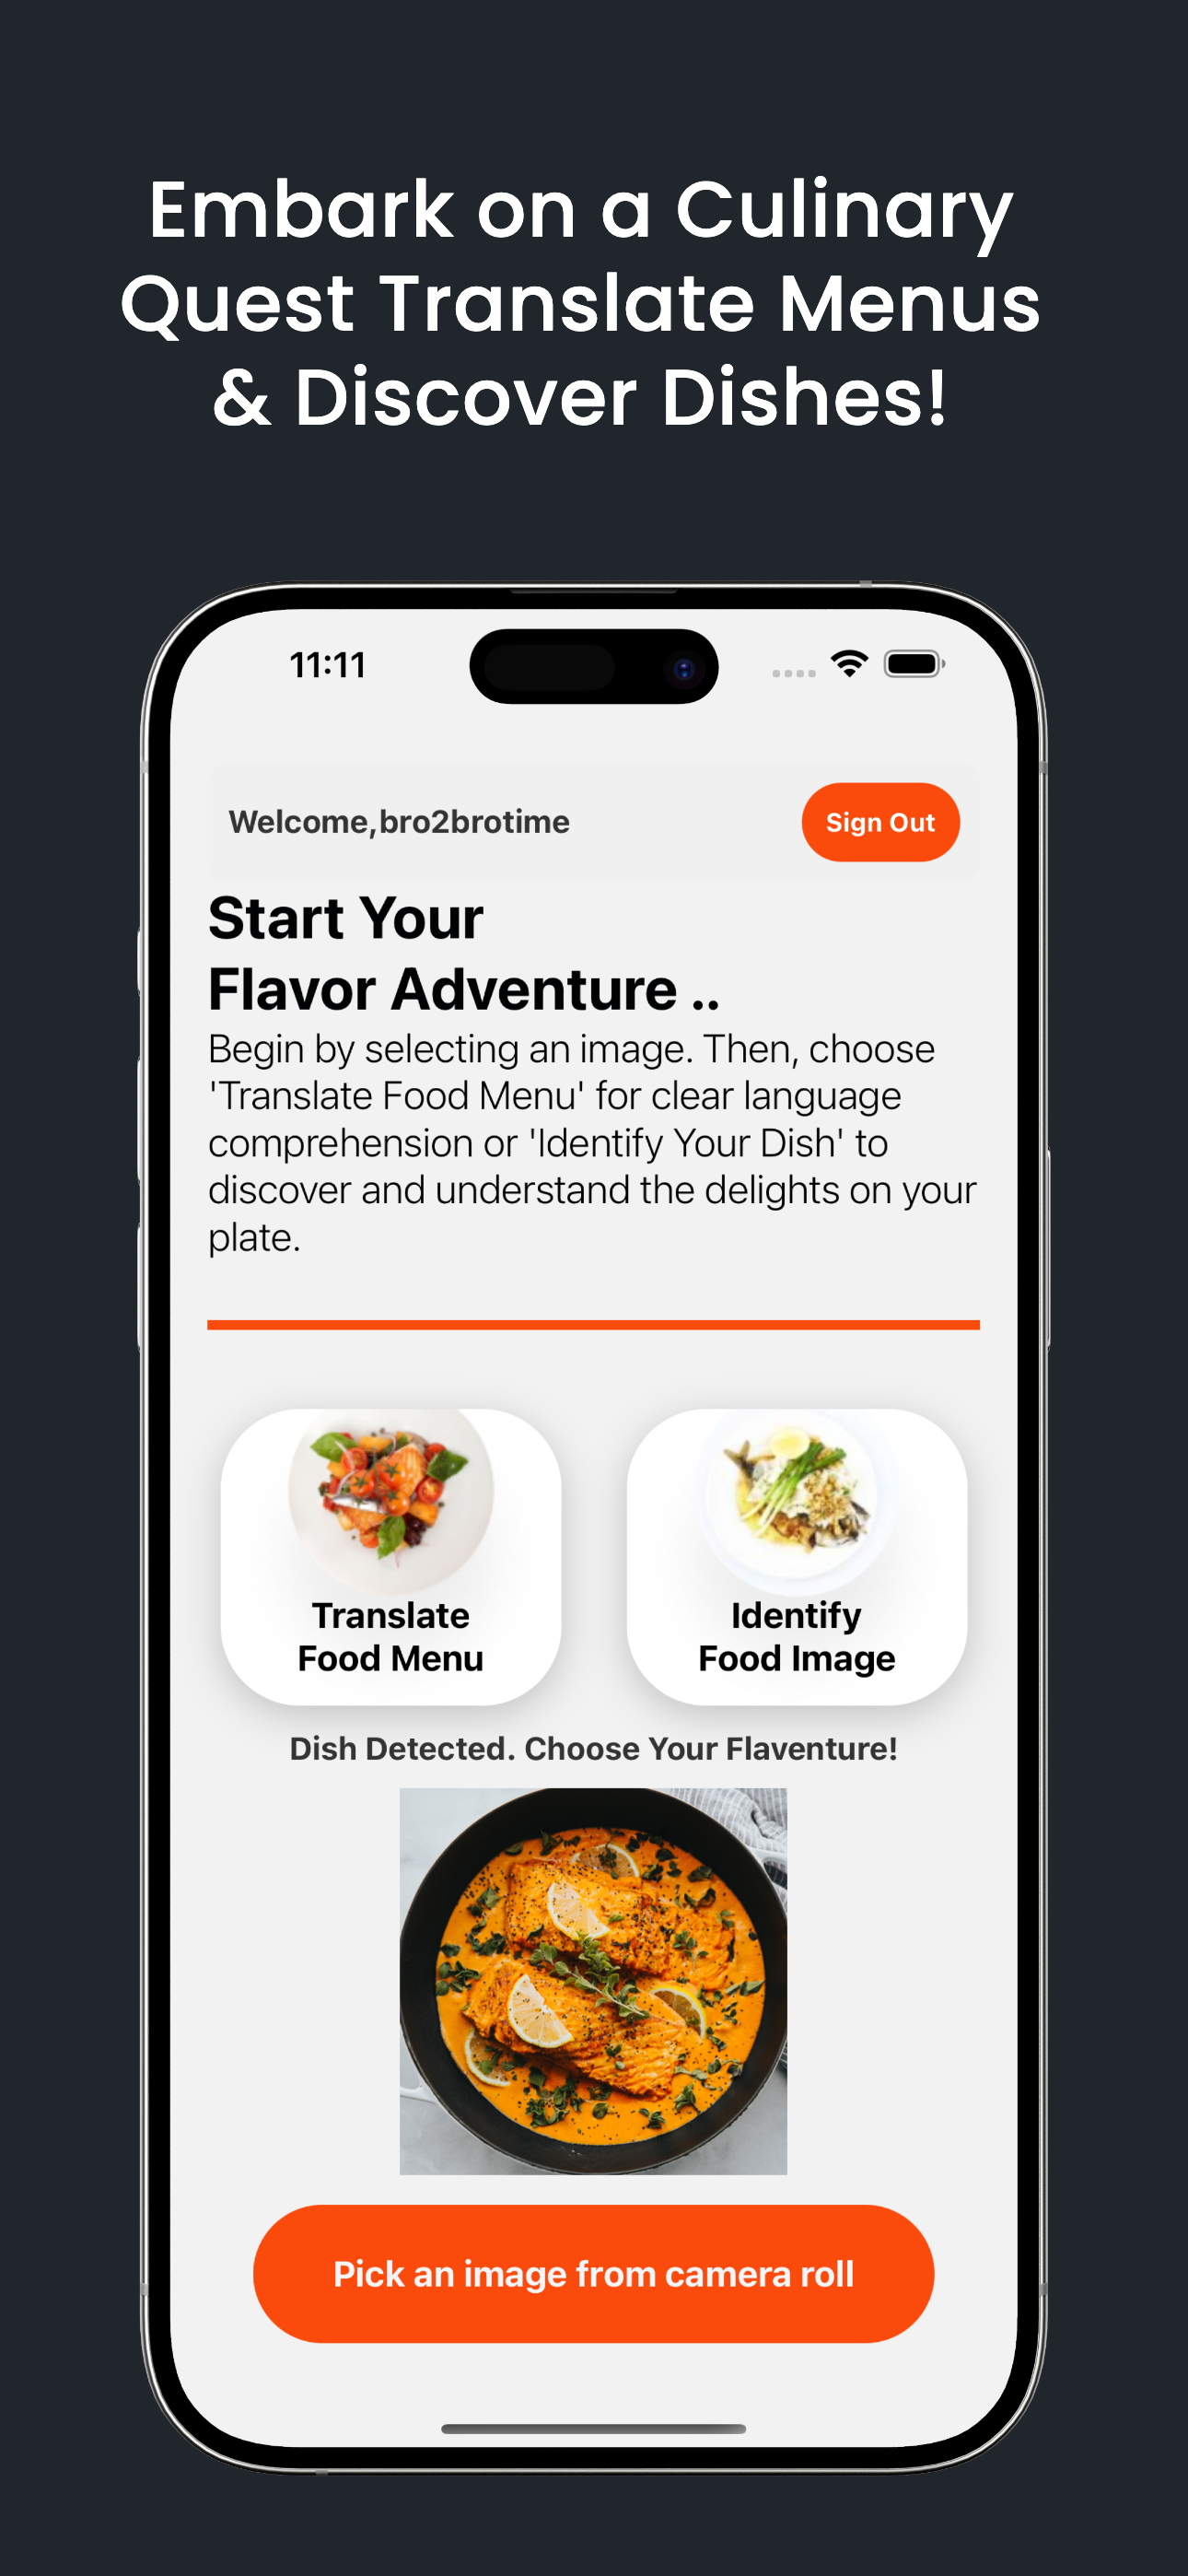 Embark on a Culinary
Quest Translate Menus
& Discover Dishes!
11:11
Welcome,bro2brotime
Sign Out
Start Your
Flavor Adventure ..
Begin by selecting an image. Then, choose
'Translate Food Menu' for clear language
comprehension or 'Identify Your Dish' to
discover and understand the delights on your
plate.
Translate
Food Menu
Identify
Food Image
Dish Detected. Choose Your Flaventure!
Pick an image from camera roll